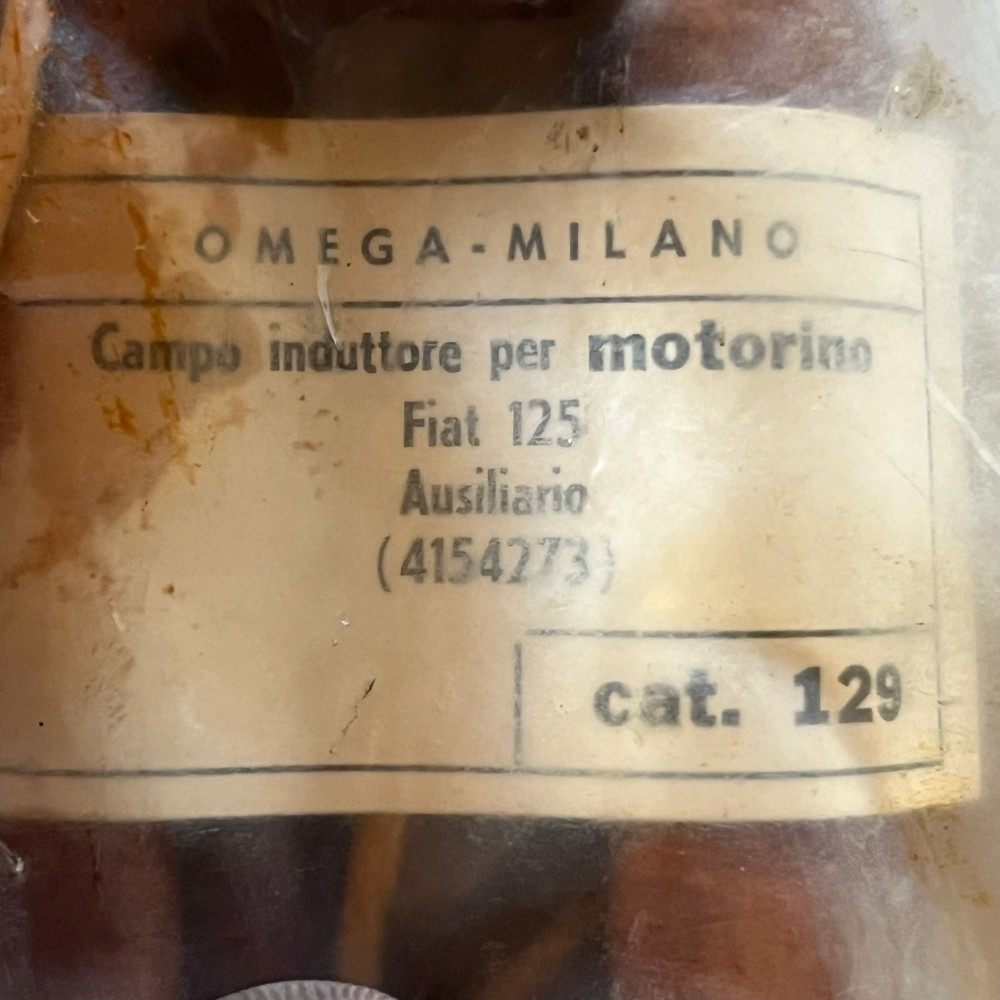 OMEGA-MILANO
Campo induttore per motorino
Fiat 125
Ausiliario
(4154273)
cat. 129